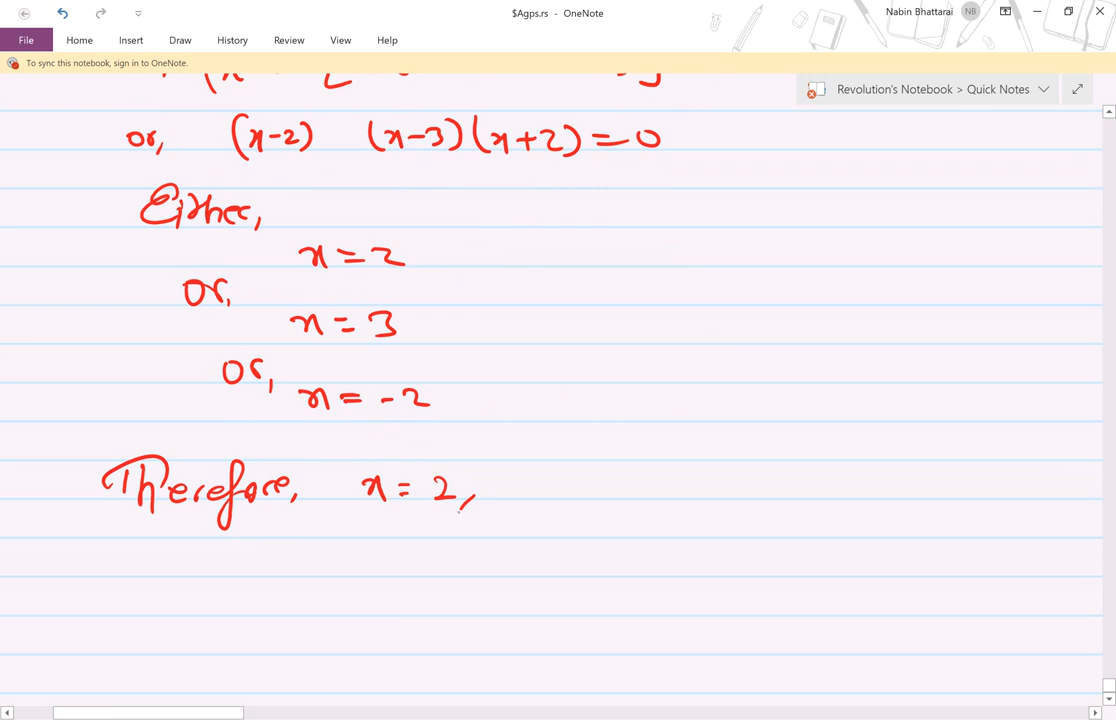 $Agps.rs - OneNote
Nabin Bhattarai NB
File Home Insert Draw History Review View Help
To sync this notebook, sign in to OneNote.
Revolution's Notebook > Quick Notes
or, (x-2) (x-3)(x+2) = 0
Either,
x = 2
or,
x = 3
or,
x = -2
Therefore, x = 2,